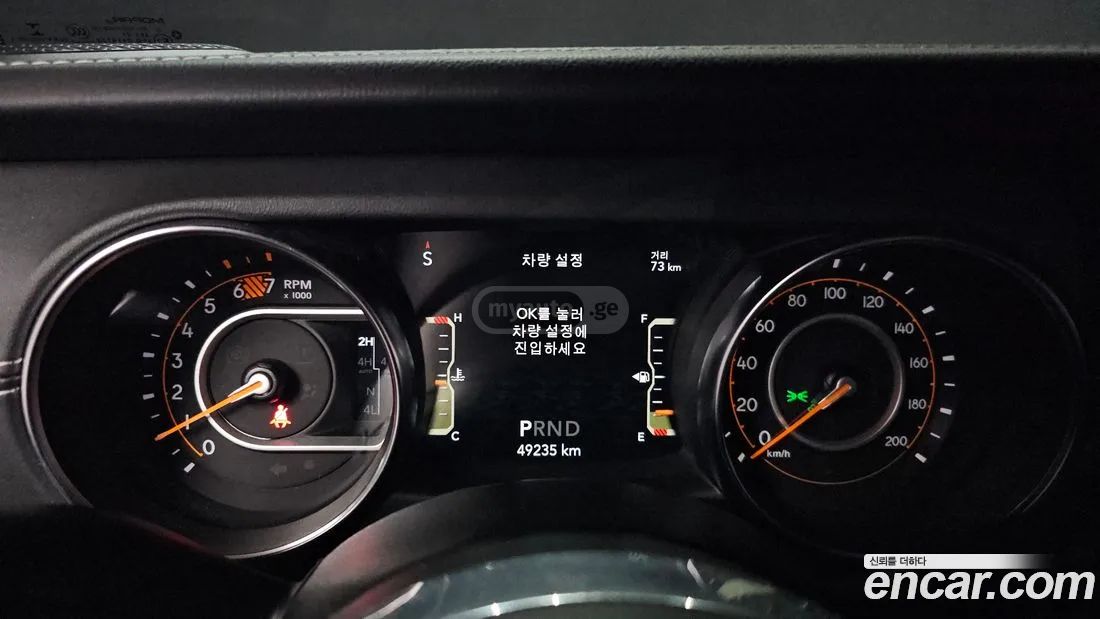 MOPAR
S
차량 설정
거리
73 km
OK를 눌러
차량 설정에
진입하세요
myauto.ge
H
C
F
E
PRND
49235 km
RPM
x 1000
0
1
2
3
4
5
6
7
2H
4H
AUTO
4
N
4L
0
20
40
60
80
100
120
140
160
180
200
km/h
신뢰를 더하다
encar.com